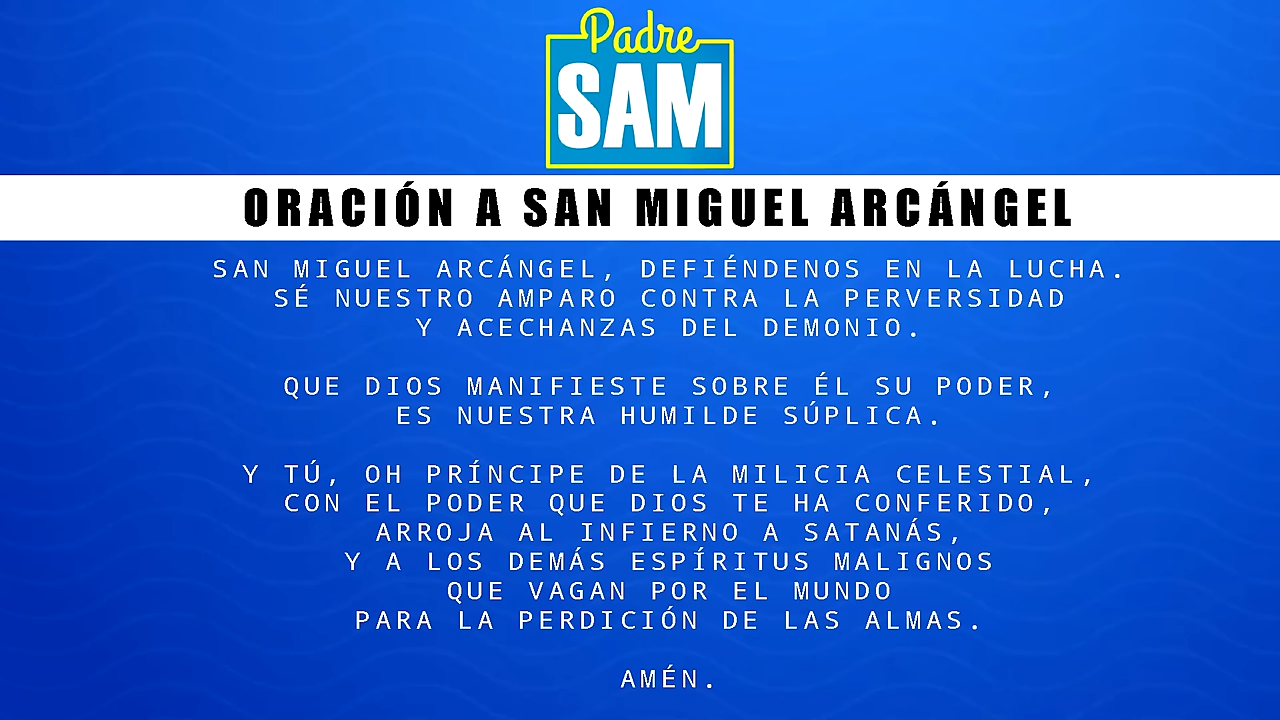 Padre
SAM
ORACIÓN A SAN MIGUEL ARCÁNGEL
SAN MIGUEL ARCÁNGEL, DEFIÉNDENOS EN LA LUCHA.
SÉ NUESTRO AMPARO CONTRA LA PERVERSIDAD
Y ACECHANZAS DEL DEMONIO.
QUE DIOS MANIFIESTE SOBRE ÉL SU PODER,
ES NUESTRA HUMILDE SÚPLICA.
Y TÚ, OH PRÍNCIPE DE LA MILICIA CELESTIAL,
CON EL PODER QUE DIOS TE HA CONFERIDO,
ARROJA AL INFIERNO A SATANÁS,
Y A LOS DEMÁS ESPÍRITUS MALIGNOS
QUE VAGAN POR EL MUNDO
PARA LA PERDICIÓN DE LAS ALMAS.
AMÉN.